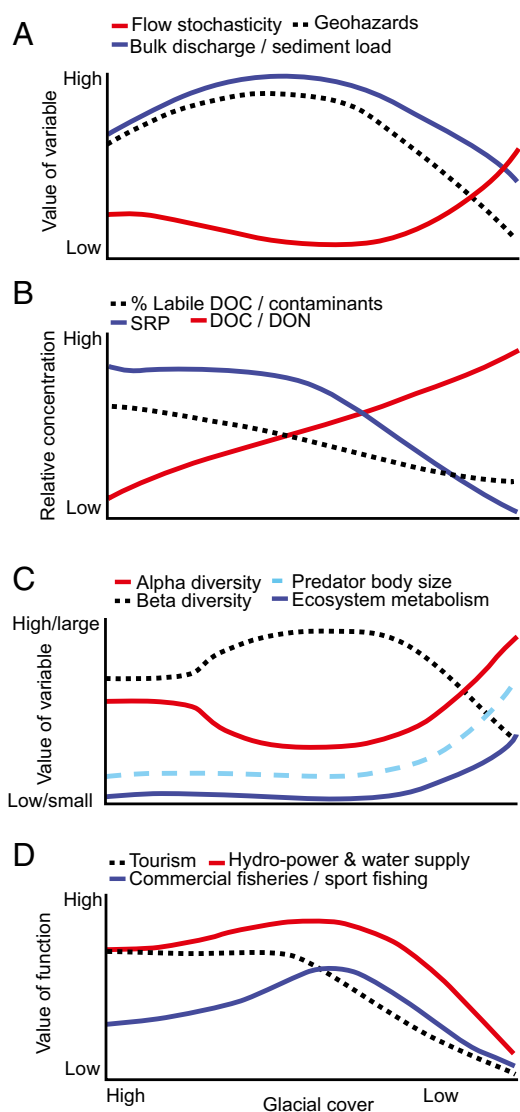 A
Flow stochasticity
Geohazards
Bulk discharge / sediment load
High
Value of variable
Low
B
% Labile DOC / contaminants
SRP
DOC / DON
High
Relative concentration
Low
C
Alpha diversity
Predator body size
Beta diversity
Ecosystem metabolism
High/large
Value of variable
Low/small
D
Tourism
Hydro-power & water supply
Commercial fisheries / sport fishing
High
Value of function
Low
High
Glacial cover
Low